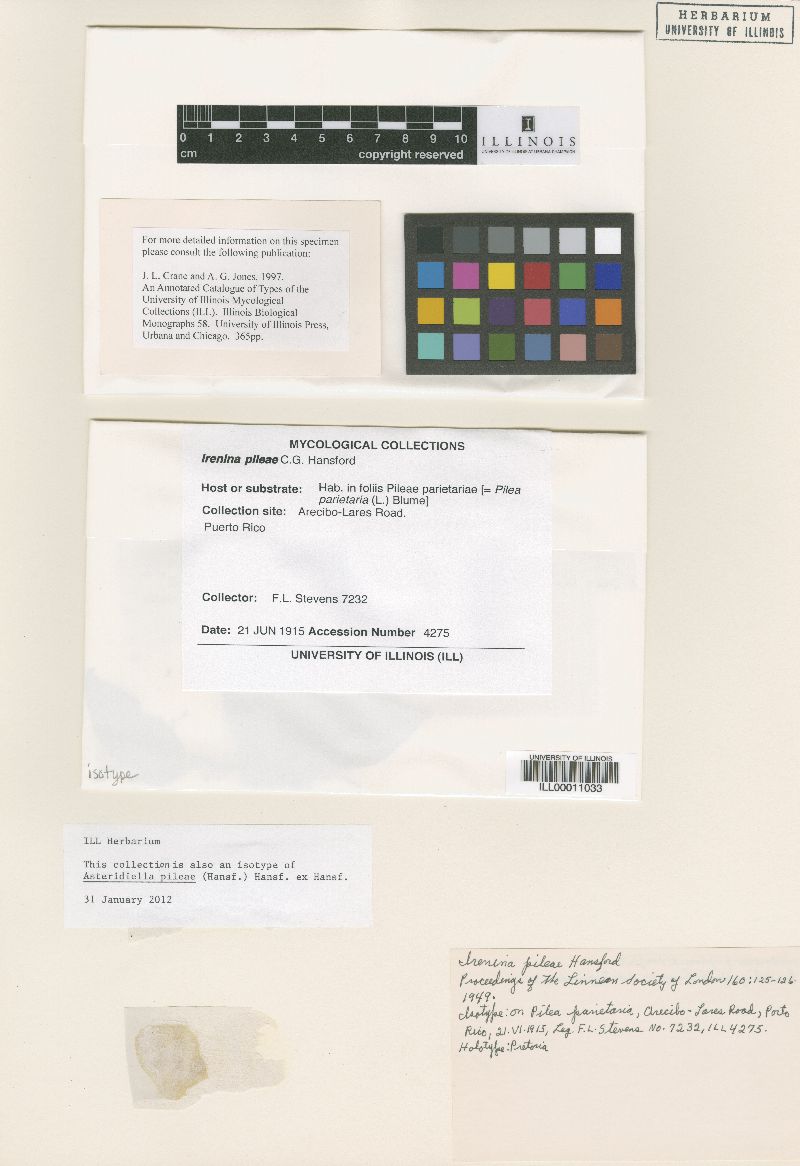 HERBARIUM
UNIVERSITY OF ILLINOIS
0 1 2 3 4 5 6 7 8 9 10
cm
copyright reserved
I
ILLINOIS
UNIVERSITY OF ILLINOIS AT URBANA-CHAMPAIGN
For more detailed information on this specimen
please consult the following publication:
J. L. Crane and A. G. Jones. 1997.
An Annotated Catalogue of Types of the
University of Illinois Mycological
Collections (ILL). Illinois Biological
Monographs 58. University of Illinois Press,
Urbana and Chicago. 365pp.
MYCOLOGICAL COLLECTIONS
Irenina pileae C.G. Hansford
Host or substrate: Hab. in foliis Pileae parietariae [= Pilea
parietaria (L.) Blume]
Collection site: Arecibo-Lares Road.
Puerto Rico
Collector: F.L. Stevens 7232
Date: 21 JUN 1915 Accession Number 4275
UNIVERSITY OF ILLINOIS (ILL)
isotype
UNIVERSITY OF ILLINOIS
ILL00011033
ILL Herbarium
This collection is also an isotype of
Asteridiella pileae (Hansf.) Hansf. ex Hansf.
31 January 2012
Irenina pileae Hansford
Proceedings of the Linnean Society of London 160:125-126.
1949.
Isotype: on Pilea parietaria, Arecibo-Lares Road, Porto
Rico, 21.VI.1915, Leg. F.L. Stevens No. 7232, ILL 4275.
Holotype: Pretoria